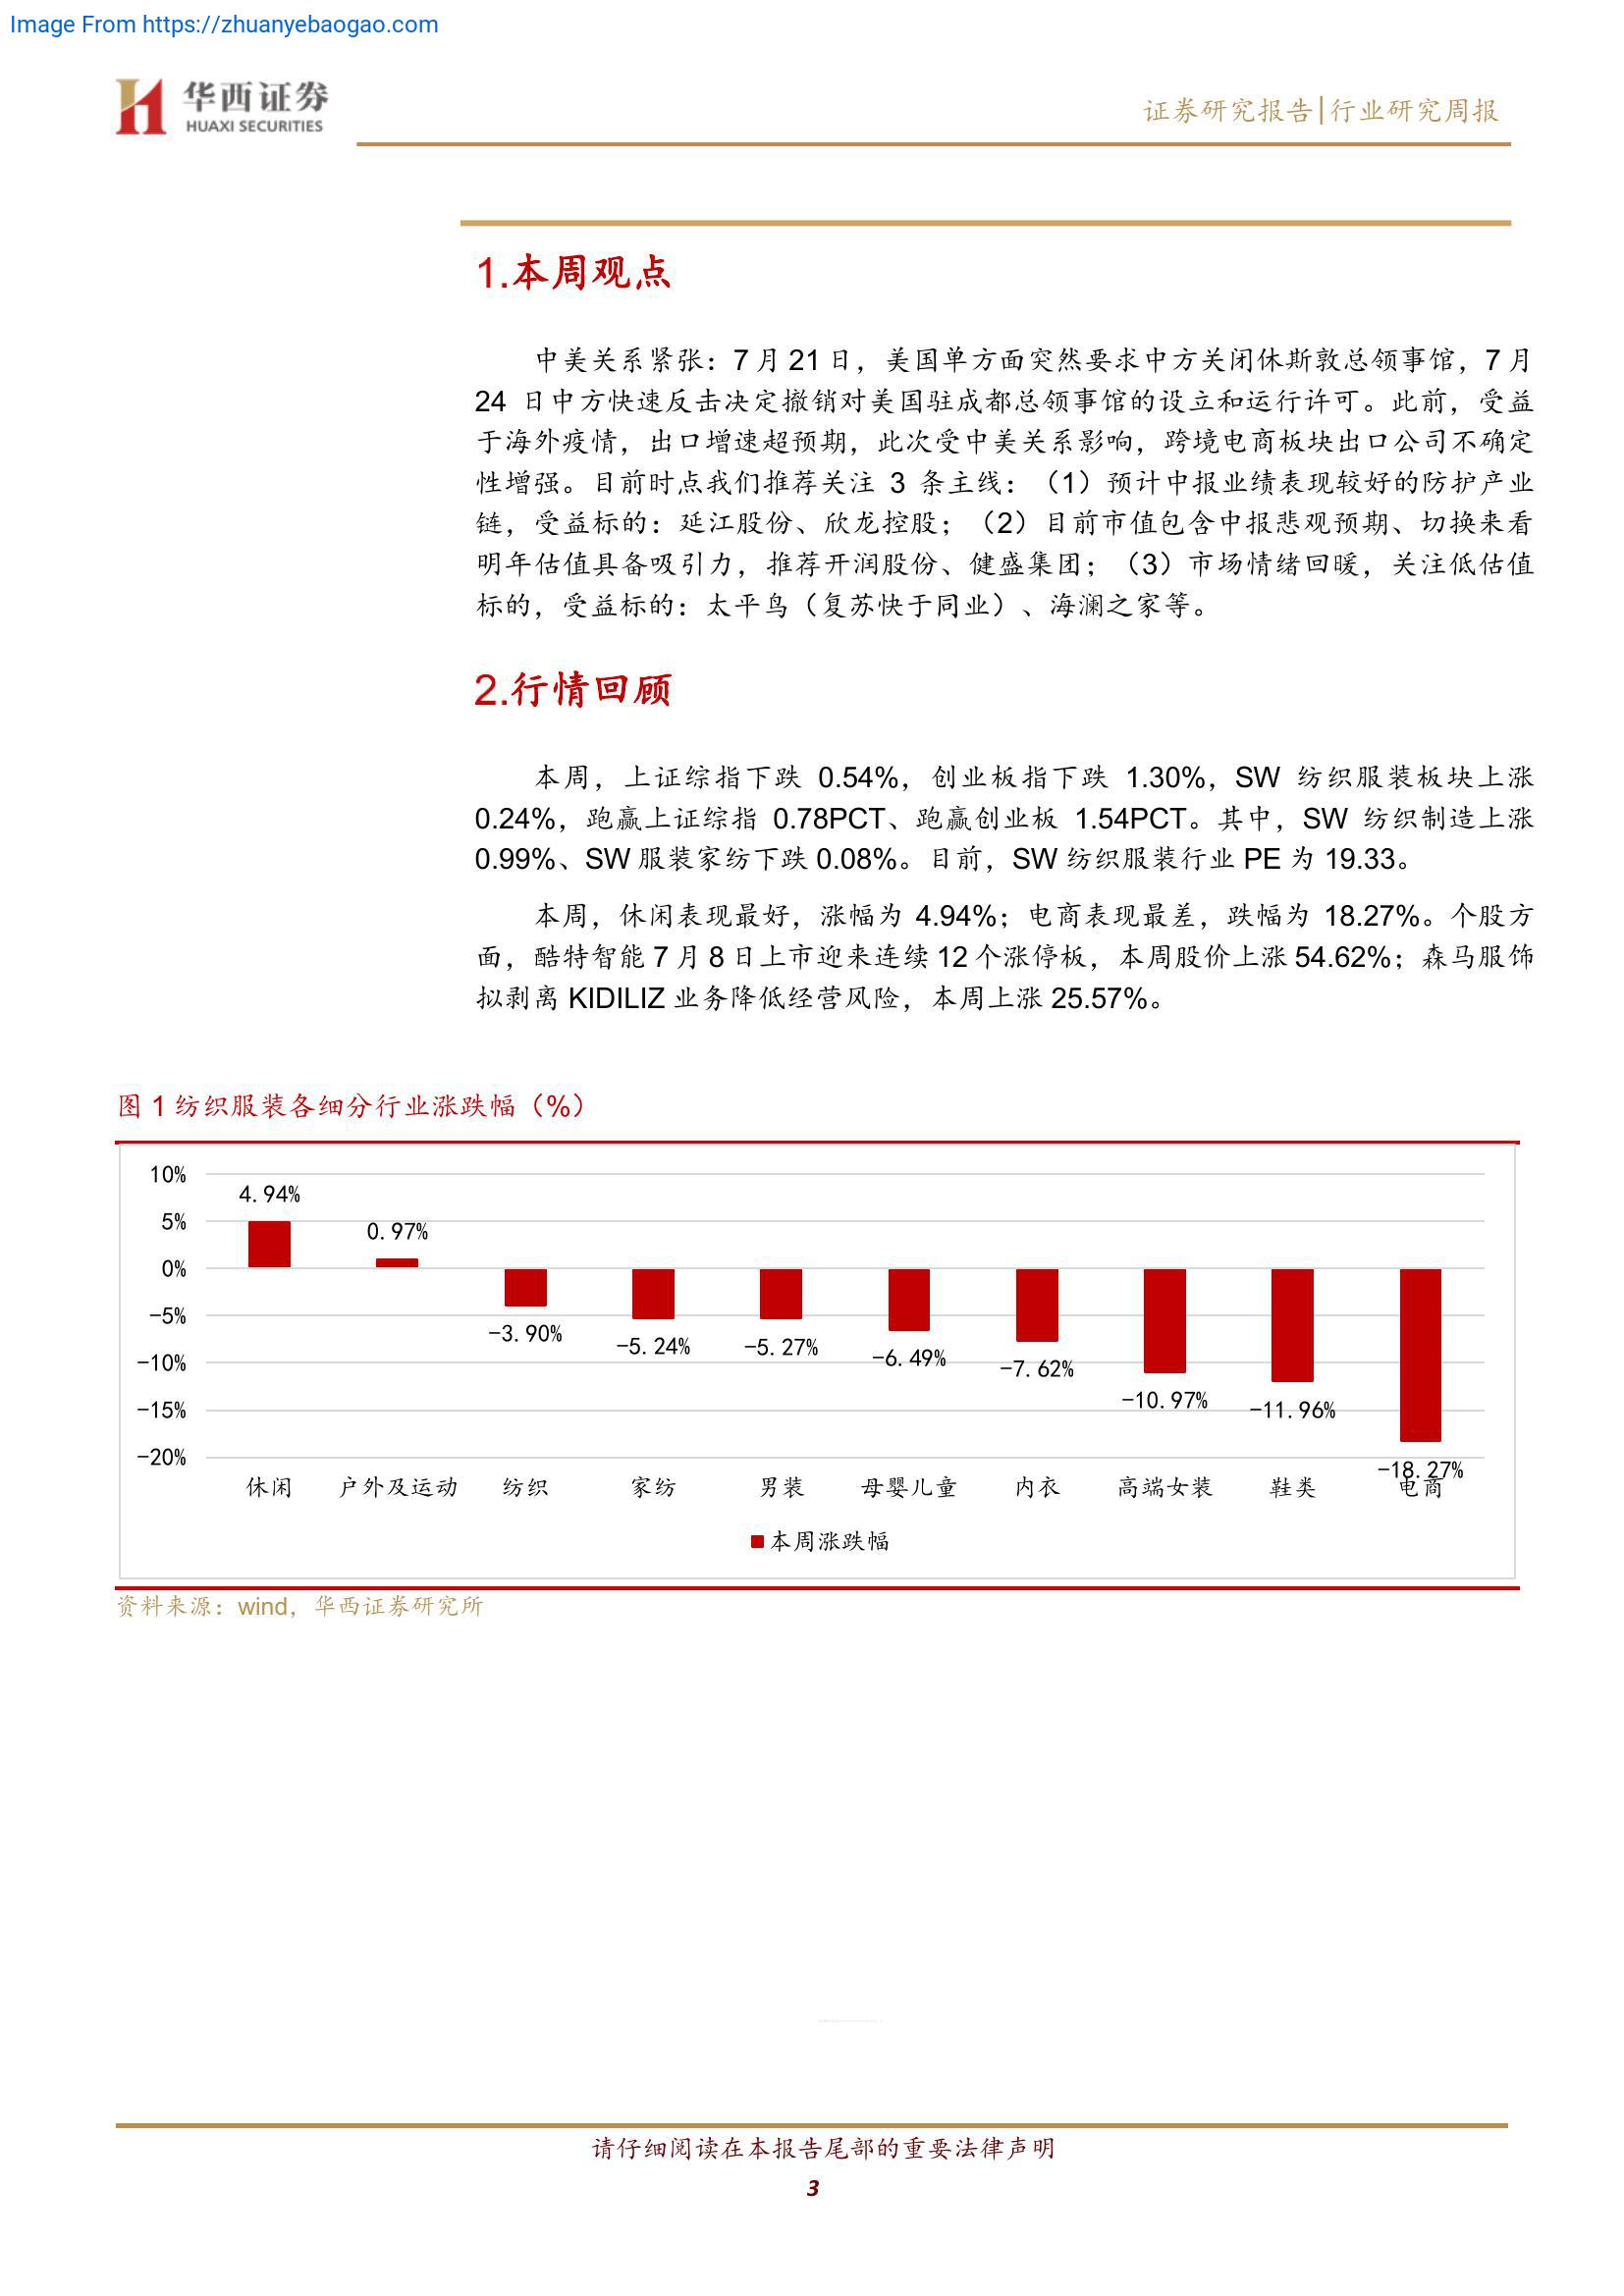 Image From https://zhuanyebaogao.com
华西证券
HUAXI SECURITIES
证券研究报告|行业研究周报
1.本周观点
中美关系紧张：7月21日，美国单方面突然要求中方关闭休斯敦总领事馆，7月
24 日中方快速反击决定撤销对美国驻成都总领事馆的设立和运行许可。此前，受益
于海外疫情，出口增速超预期，此次受中美关系影响，跨境电商板块出口公司不确定
性增强。目前时点我们推荐关注 3 条主线：（1）预计中报业绩表现较好的防护产业
链，受益标的：延江股份、欣龙控股；（2）目前市值包含中报悲观预期、切换来看
明年估值具备吸引力，推荐开润股份、健盛集团；（3）市场情绪回暖，关注低估值
标的，受益标的：太平鸟（复苏快于同业）、海澜之家等。
2.行情回顾
本周，上证综指下跌 0.54%，创业板指下跌 1.30%，SW 纺织服装板块上涨
0.24%，跑赢上证综指 0.78PCT、跑赢创业板 1.54PCT。其中，SW 纺织制造上涨
0.99%、SW 服装家纺下跌 0.08%。目前，SW 纺织服装行业 PE 为 19.33。
本周，休闲表现最好，涨幅为 4.94%；电商表现最差，跌幅为 18.27%。个股方
面，酷特智能7月8日上市迎来连续12个涨停板，本周股价上涨54.62%；森马服饰
拟剥离 KIDILIZ 业务降低经营风险，本周上涨 25.57%。
图 1 纺织服装各细分行业涨跌幅（%）
10%
5%
0%
-5%
-10%
-15%
-20%
4.94%
0.97%
-3.90%
-5.24%
-5.27%
-6.49%
-7.62%
-10.97%
-11.96%
-18.27%
休闲 户外及运动 纺织 家纺 男装 母婴儿童 内衣 高端女装 鞋类 电商
本周涨跌幅
资料来源：wind，华西证券研究所
请仔细阅读在本报告尾部的重要法律声明
3